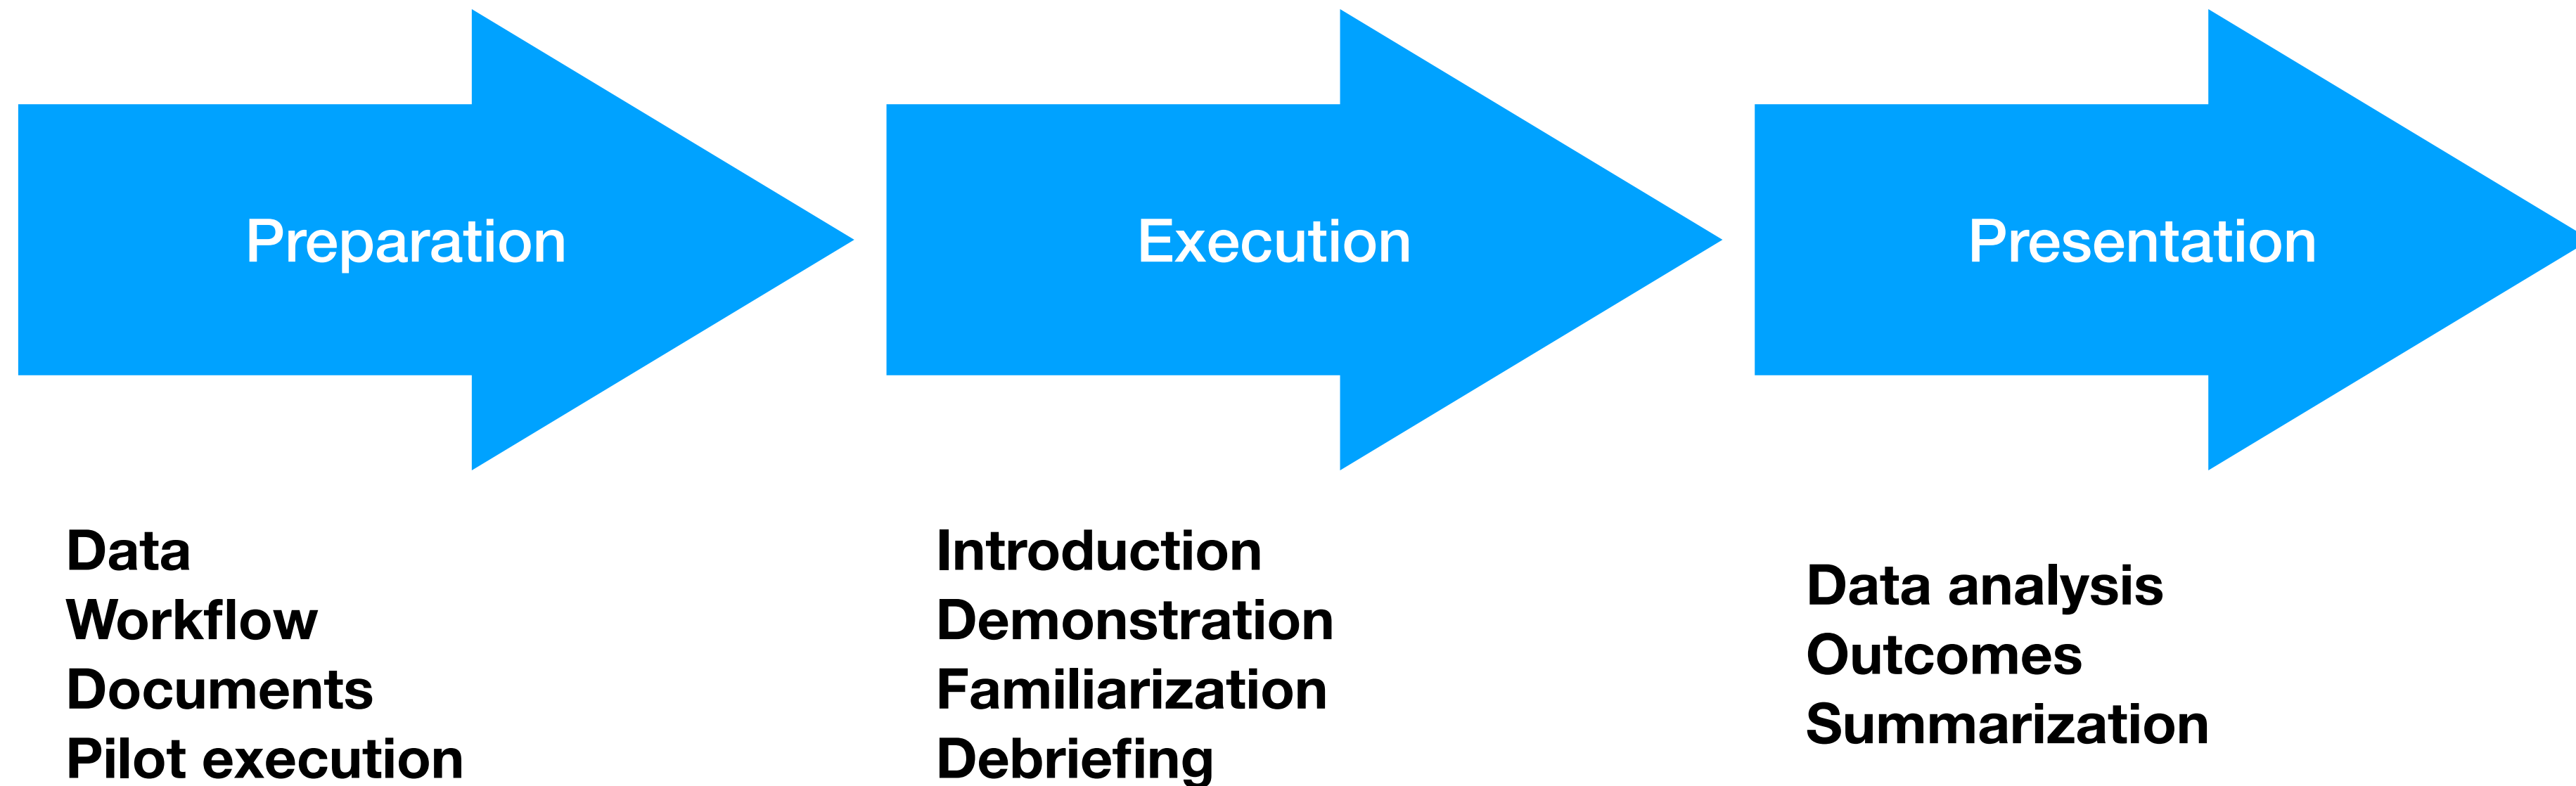 Preparation
Execution
Presentation
Data
Workflow
Documents
Pilot execution
Introduction
Demonstration
Familiarization
Debriefing
Data analysis
Outcomes
Summarization